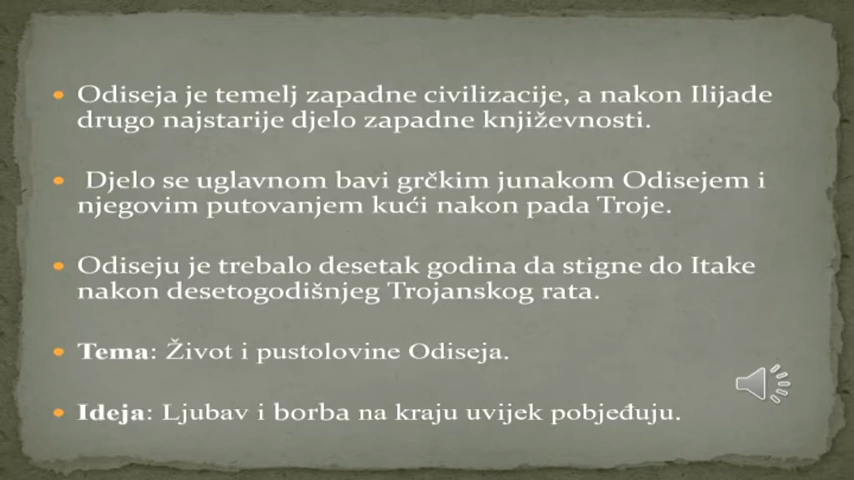 Odiseja je temelj zapadne civilizacije, a nakon Ilijade
drugo najstarije djelo zapadne književnosti.
Djelo se uglavnom bavi grčkim junakom Odisejem i
njegovim putovanjem kući nakon pada Troje.
Odiseju je trebalo desetak godina da stigne do Itake
nakon desetogodišnjeg Trojanskog rata.
Tema: Život i pustolovine Odiseja.
Ideja: Ljubav i borba na kraju uvijek pobjeđuju.